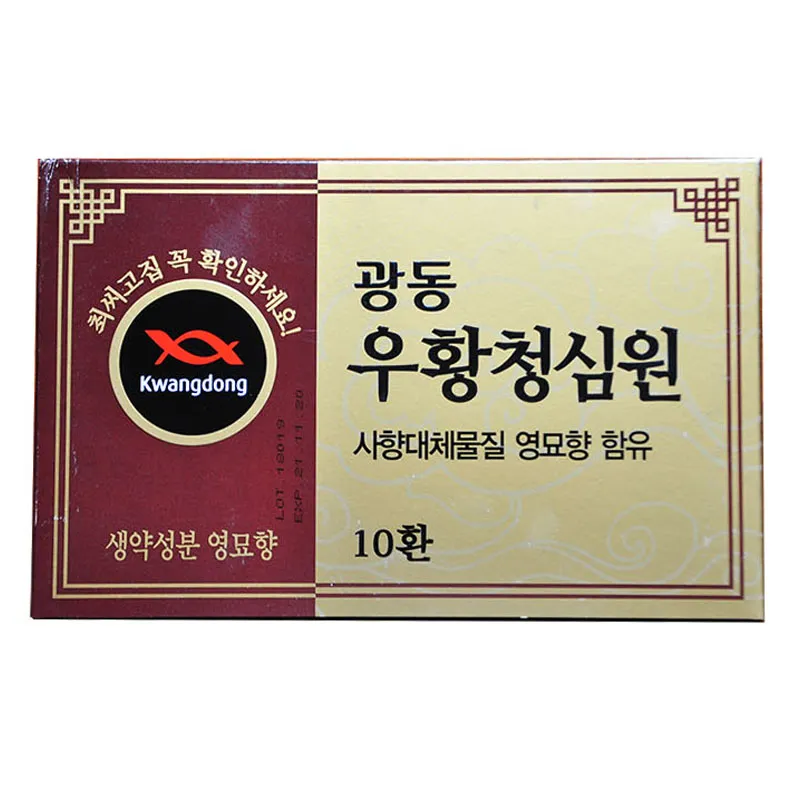 최씨고집 꼭 확인하세요!
Kwangdong
LOT.18019
EXP.21.11.20
생약성분 영묘향
광동
우황청심원
사향대체물질 영묘향 함유
10환